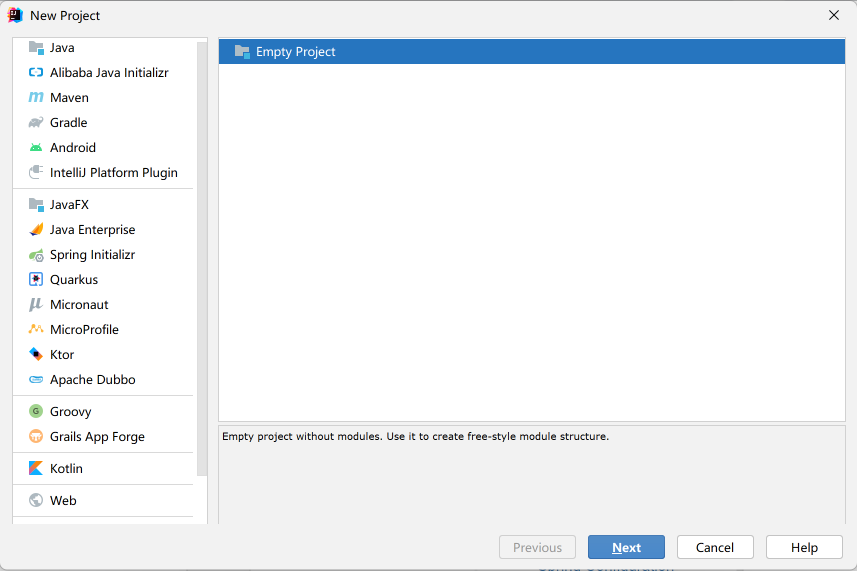 New Project
Java
Alibaba Java Initializr
Maven
Gradle
Android
IntelliJ Platform Plugin
JavaFX
Java Enterprise
Spring Initializr
Quarkus
Micronaut
MicroProfile
Ktor
Apache Dubbo
Groovy
Grails App Forge
Kotlin
Web
Empty Project
Empty project without modules. Use it to create free-style module structure.
Previous
Next
Cancel
Help